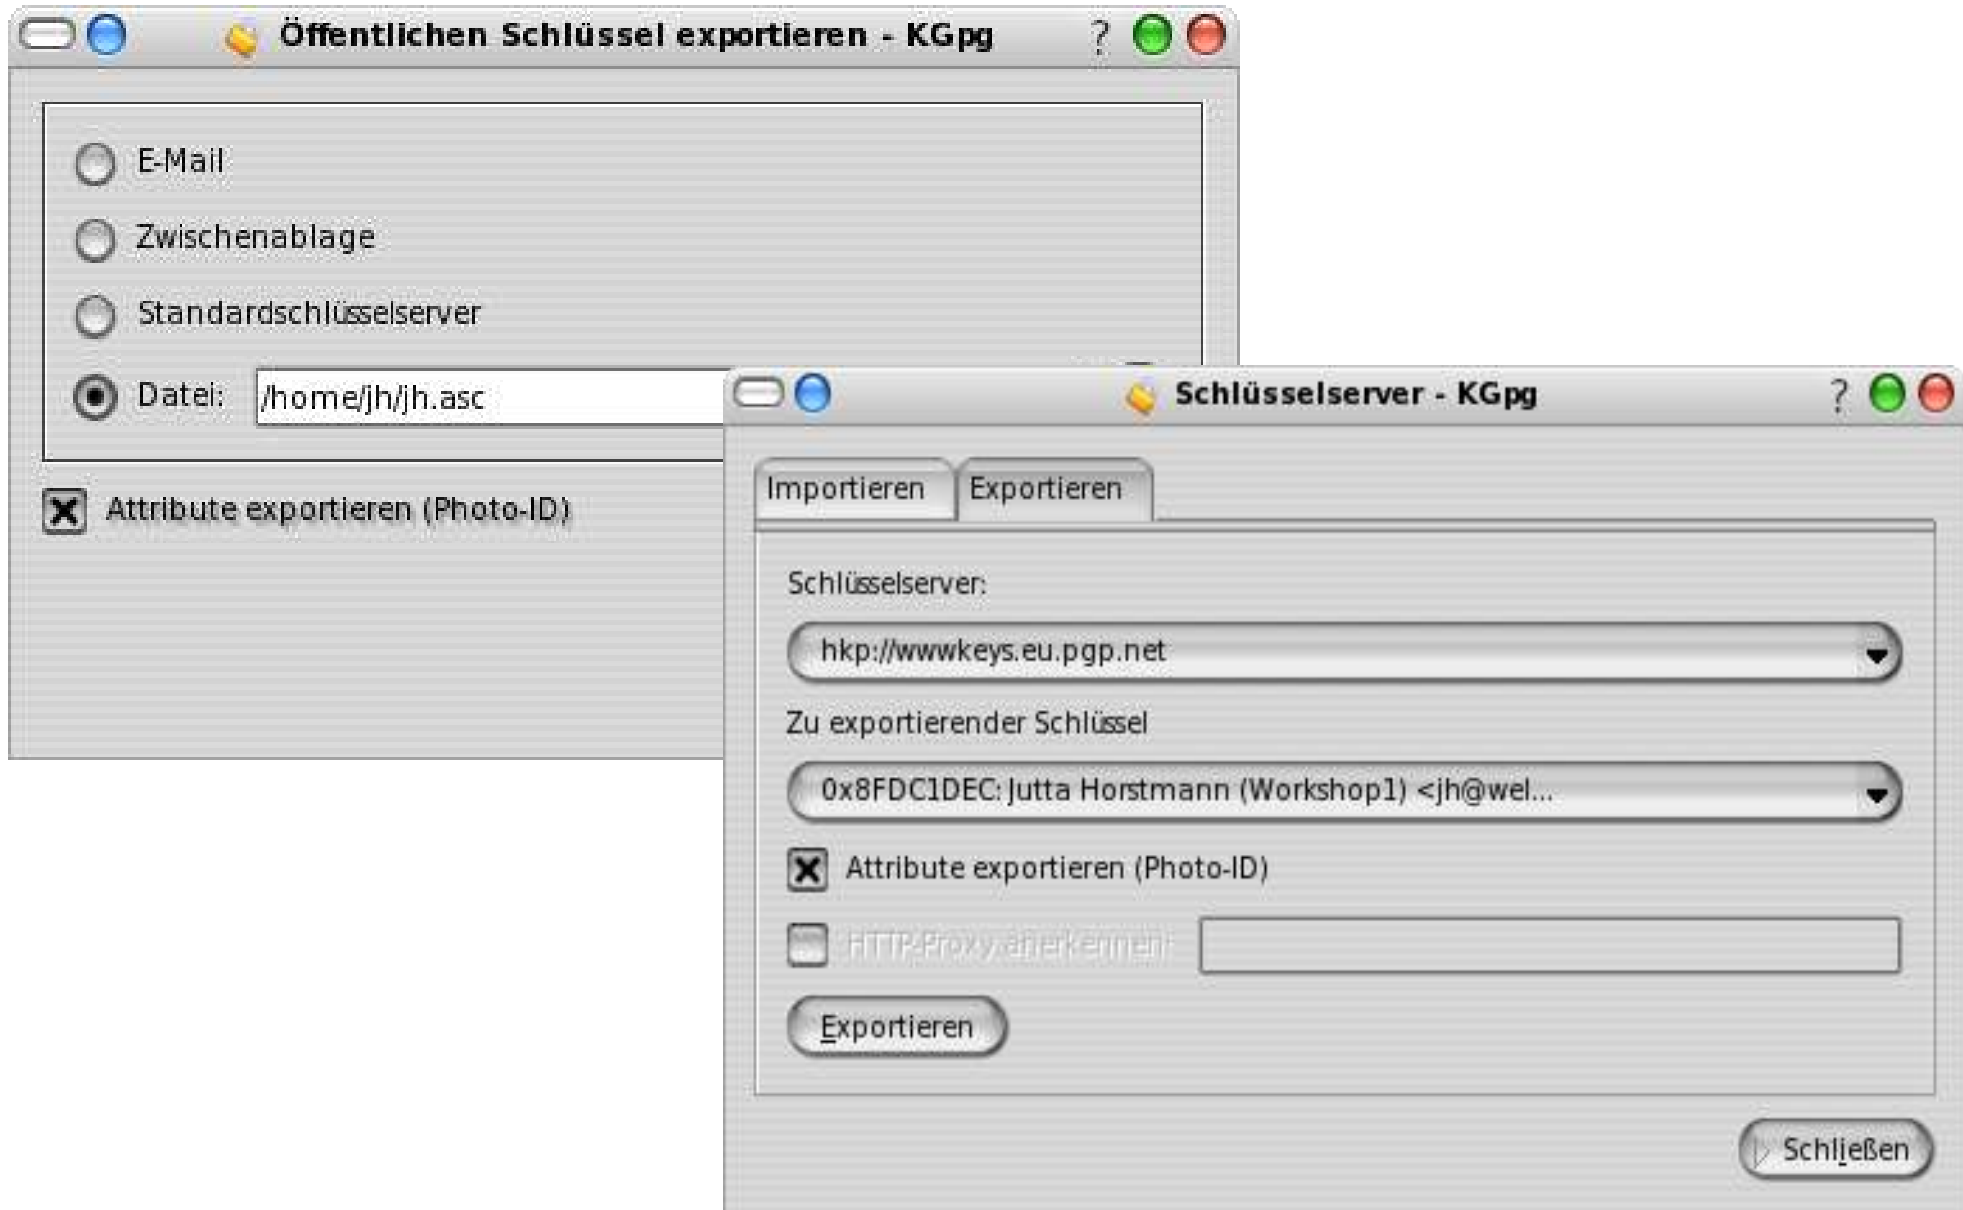 Öffentlichen Schlüssel exportieren - KGpg ?
E-Mail
Zwischenablage
Standardschlüsselserver
Datei: /home/jh/jh.asc
Attribute exportieren (Photo-ID)
Schlüsselserver - KGpg ?
Importieren Exportieren
Schlüsselserver:
hkp://wwwkeys.eu.pgp.net
Zu exportierender Schlüssel
0x8FDC1DEC: Jutta Horstmann (Workshop1) <jh@wel...
Attribute exportieren (Photo-ID)
HTTP-Proxy anerkennen:
Exportieren
Schließen